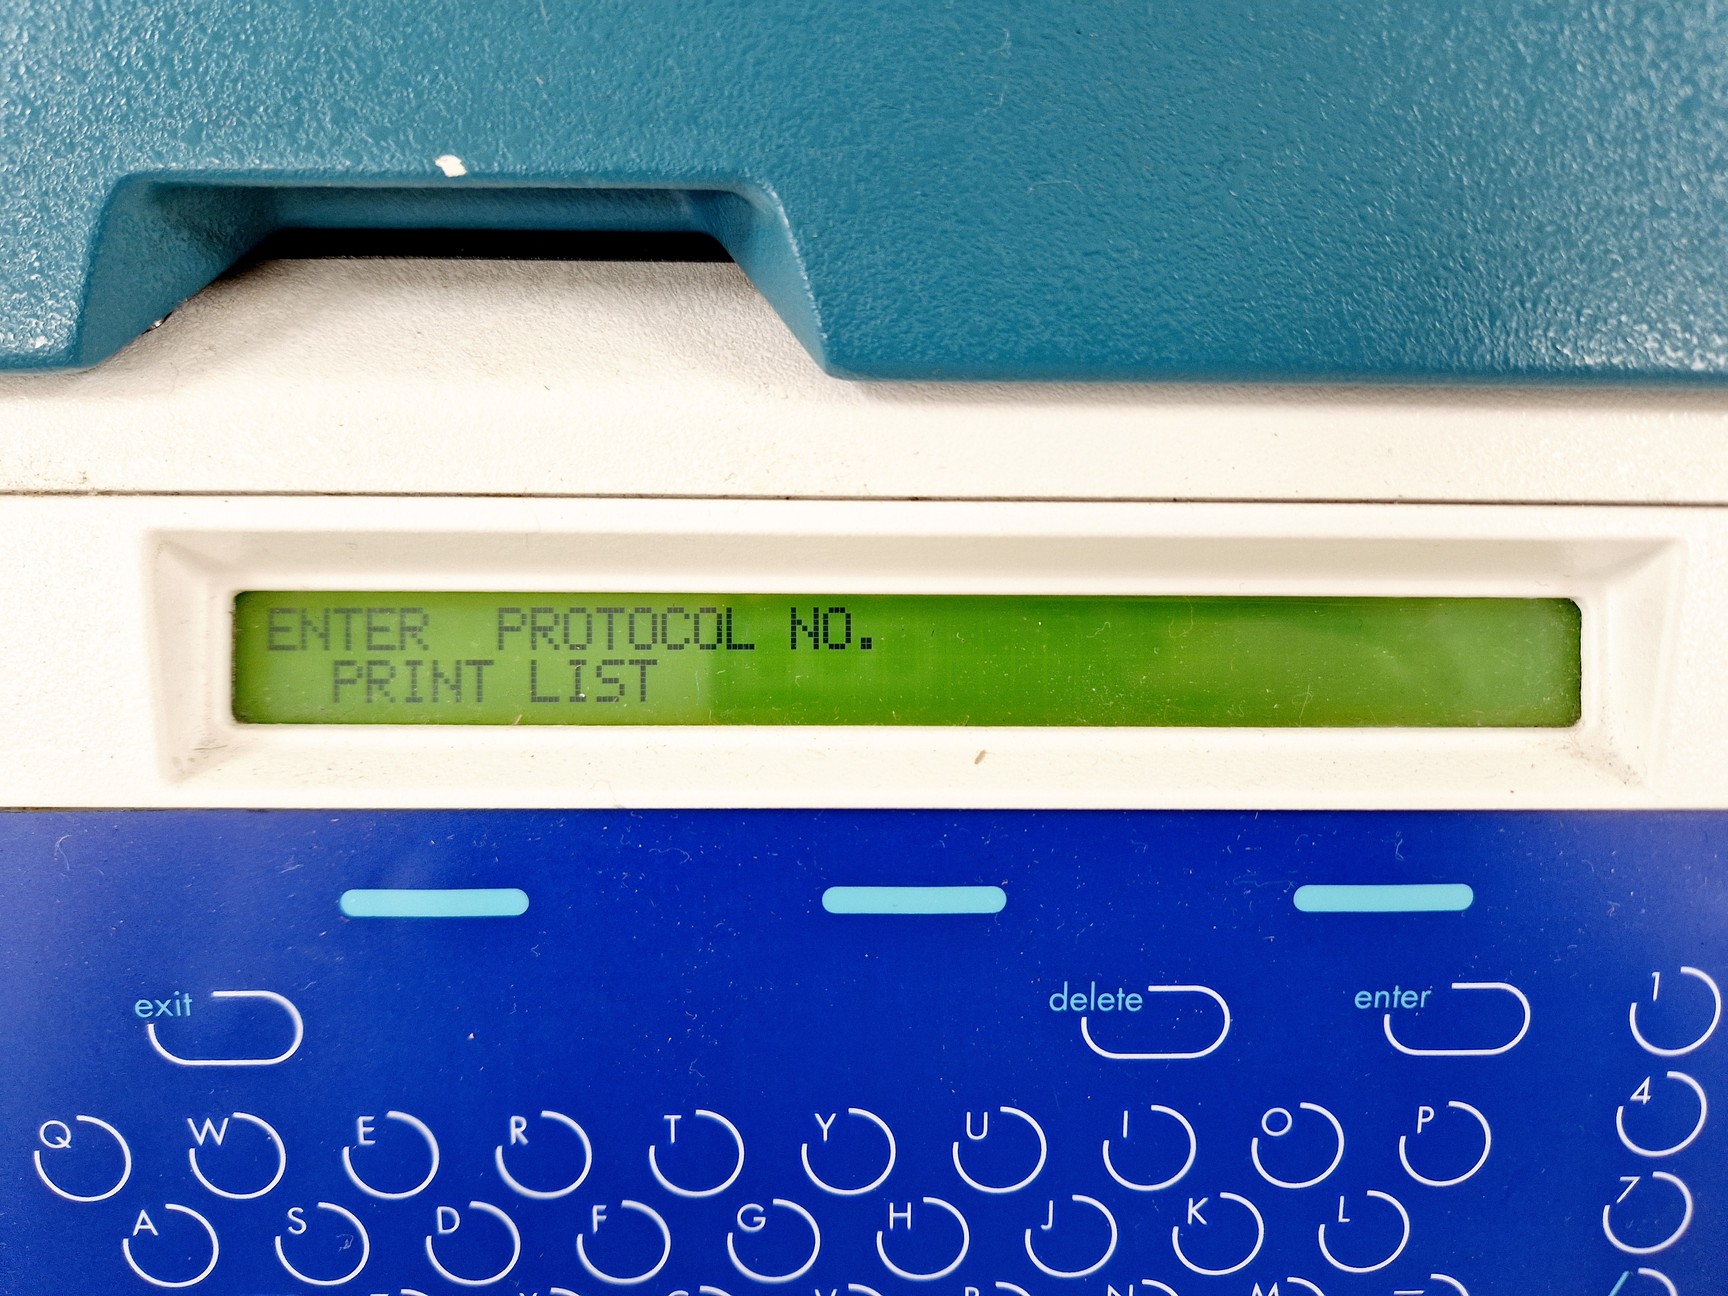 ENTER PROTOCOL NO.
PRINT LIST
exit delete enter 1
Q W E R T Y U I O P 4
A S D F G H J K L 7